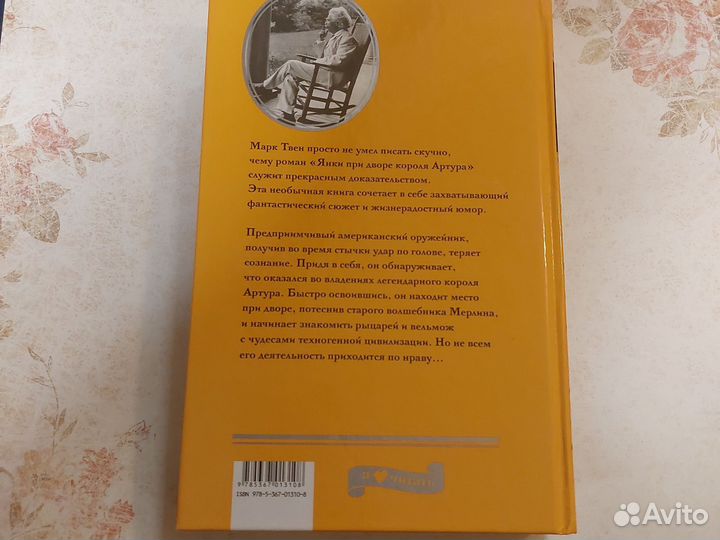 Марк Твен просто не умел писать скучно,
чему роман «Янки при дворе короля Артура»
служит прекрасным доказательством.
Эта необычная книга сочетает в себе захватывающий
фантастический сюжет и жизнерадостный юмор.
Предприимчивый американский оружейник,
получив во время стычки удар по голове, теряет
сознание. Придя в себя, он обнаруживает,
что оказался во владениях легендарного короля
Артура. Быстро освоившись, он находит место
при дворе, потеснив старого волшебника Мерлина,
и начинает знакомить рыцарей и вельмож
с чудесами техногенной цивилизации. Но не всем
его деятельность приходится по нраву...
9 785367 013108
ISBN 978-5-367-01310-8
я читать
Avito